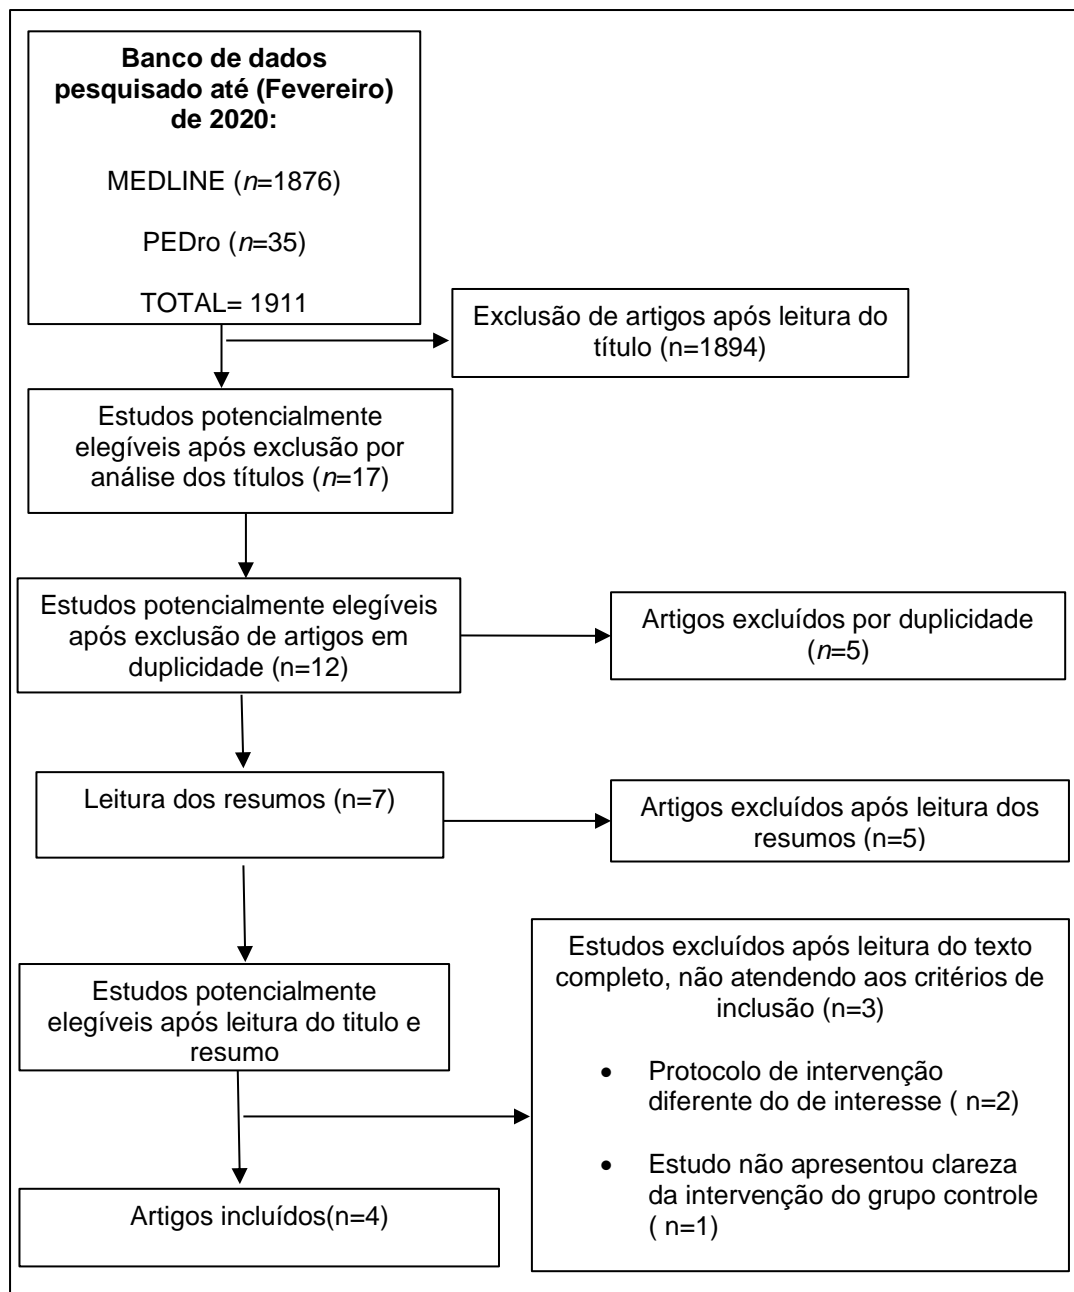 Banco de dados
pesquisado até (Fevereiro)
de 2020:
MEDLINE (n=1876)
PEDro (n=35)
TOTAL= 1911
Exclusão de artigos após leitura do
título (n=1894)
Estudos potencialmente
elegíveis após exclusão por
análise dos títulos (n=17)
Estudos potencialmente elegíveis
após exclusão de artigos em
duplicidade (n=12)
Artigos excluídos por duplicidade
(n=5)
Leitura dos resumos (n=7)
Artigos excluídos após leitura dos
resumos (n=5)
Estudos potencialmente
elegíveis após leitura do titulo e
resumo
Estudos excluídos após leitura do texto
completo, não atendendo aos critérios de
inclusão (n=3)
• Protocolo de intervenção
diferente do de interesse ( n=2)
• Estudo não apresentou clareza
da intervenção do grupo controle
( n=1)
Artigos incluídos(n=4)